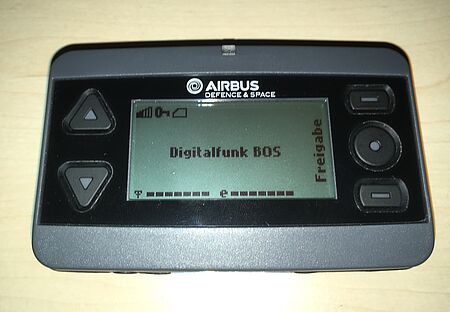 AIRBUS
DEFENCE & SPACE
Digitalfunk BOS
Freigabe